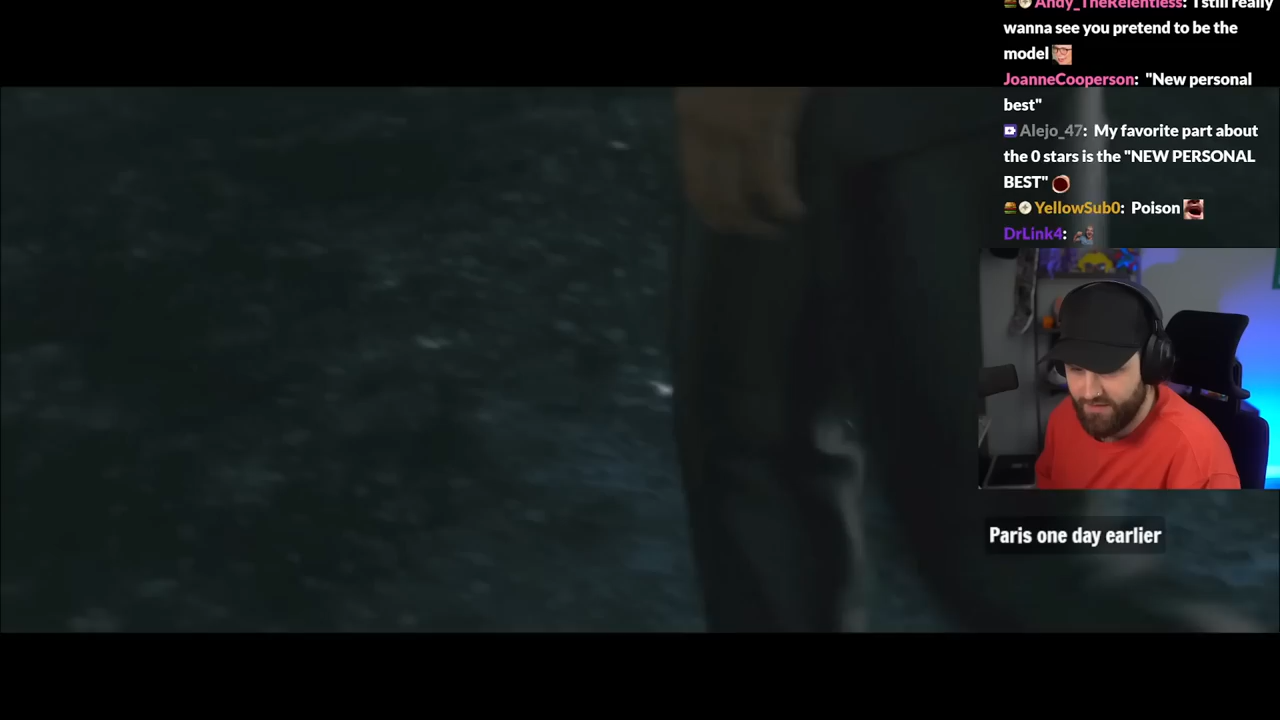 Andy_TheRelentless: I still really
wanna see you pretend to be the
model
JoanneCooperson: "New personal
best"
Alejo_47: My favorite part about
the 0 stars is the "NEW PERSONAL
BEST"
YellowSub0: Poison
DrLink4:
Paris one day earlier